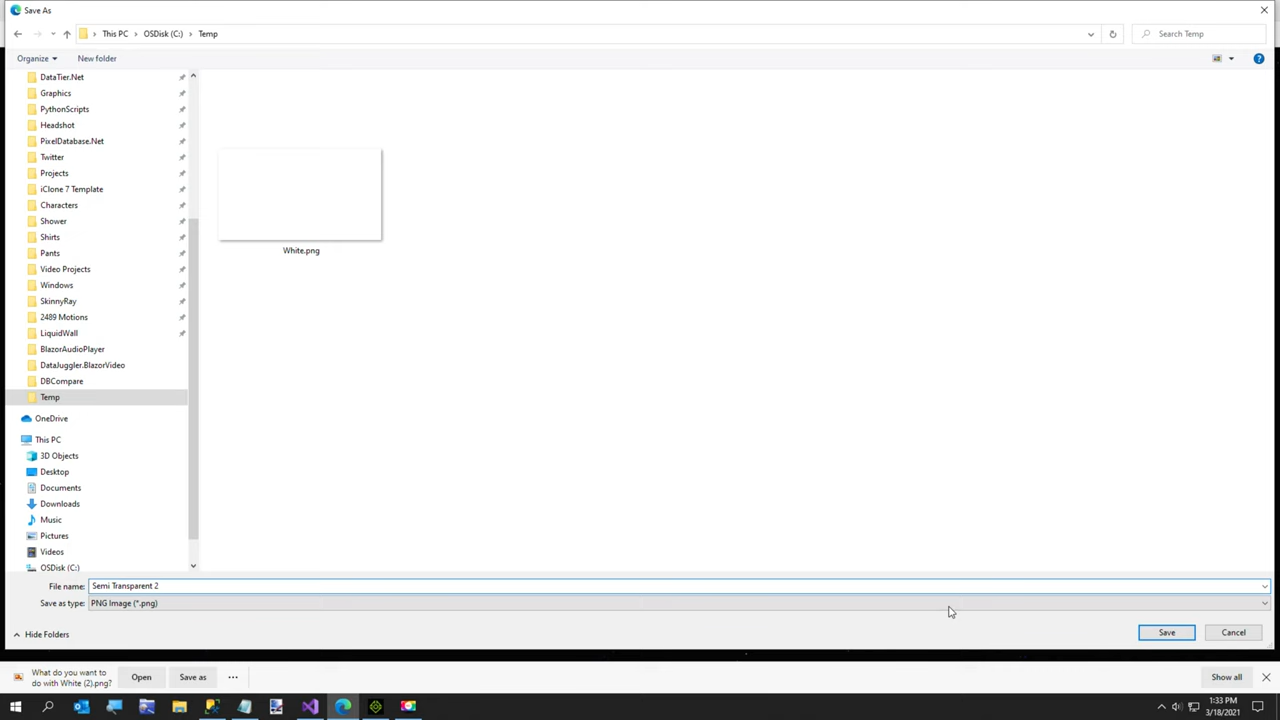 Save As
This PC > OSDisk (C:) > Temp
Search Temp
Organize
New folder
DataTier.Net
Graphics
PythonScripts
Headshot
PixelDatabase.Net
Twitter
Projects
iClone 7 Template
Characters
Shower
Shirts
Pants
Video Projects
Windows
SkinnyRay
2489 Motions
LiquidWall
BlazorAudioPlayer
DataJuggler.BlazorVideo
DBCompare
Temp
OneDrive
This PC
3D Objects
Desktop
Documents
Downloads
Music
Pictures
Videos
OSDisk (C:)
White.png
File name: Semi Transparent 2
Save as type: PNG Image (*.png)
Hide Folders
Save
Cancel
What do you want to
do with White (2).png?
Open
Save as
Show all
1:33 PM
3/18/2021